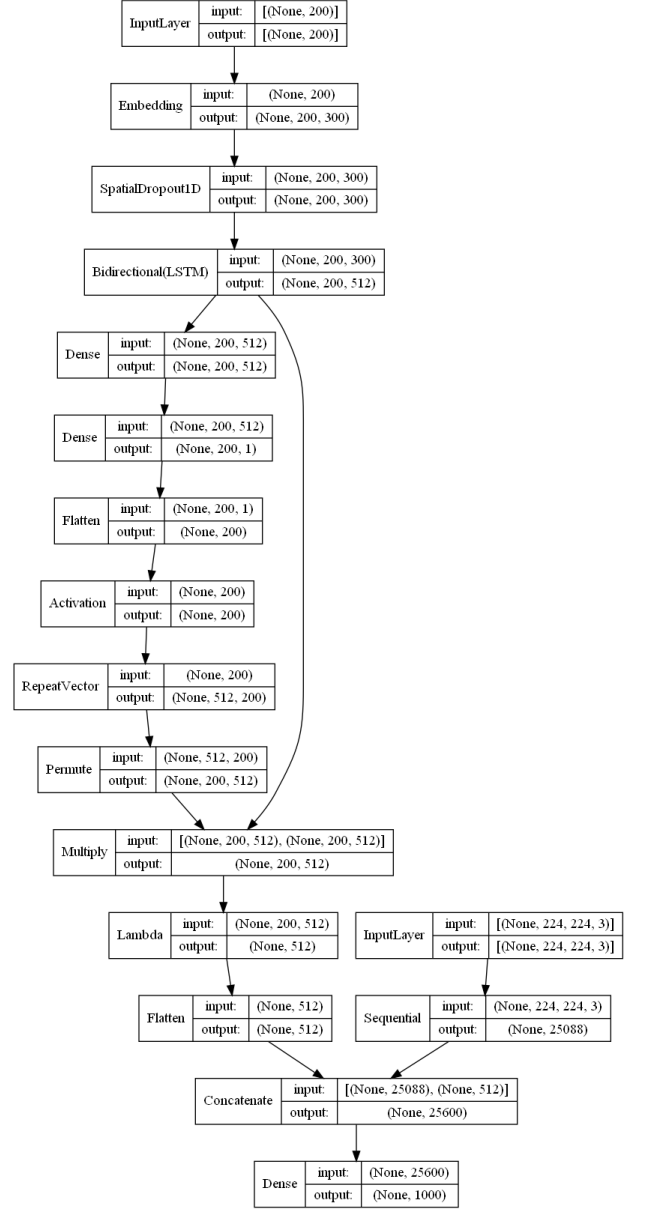 InputLayer input: [(None, 200)]
output: [(None, 200)]
Embedding input: (None, 200)
output: (None, 200, 300)
SpatialDropout1D input: (None, 200, 300)
output: (None, 200, 300)
Bidirectional(LSTM) input: (None, 200, 300)
output: (None, 200, 512)
Dense input: (None, 200, 512)
output: (None, 200, 512)
Dense input: (None, 200, 512)
output: (None, 200, 1)
Flatten input: (None, 200, 1)
output: (None, 200)
Activation input: (None, 200)
output: (None, 200)
RepeatVector input: (None, 200)
output: (None, 512, 200)
Permute input: (None, 512, 200)
output: (None, 200, 512)
Multiply input: [(None, 200, 512), (None, 200, 512)]
output: (None, 200, 512)
Lambda input: (None, 200, 512)
output: (None, 512)
InputLayer input: [(None, 224, 224, 3)]
output: [(None, 224, 224, 3)]
Flatten input: (None, 512)
output: (None, 512)
Sequential input: (None, 224, 224, 3)
output: (None, 25088)
Concatenate input: [(None, 25088), (None, 512)]
output: (None, 25600)
Dense input: (None, 25600)
output: (None, 1000)